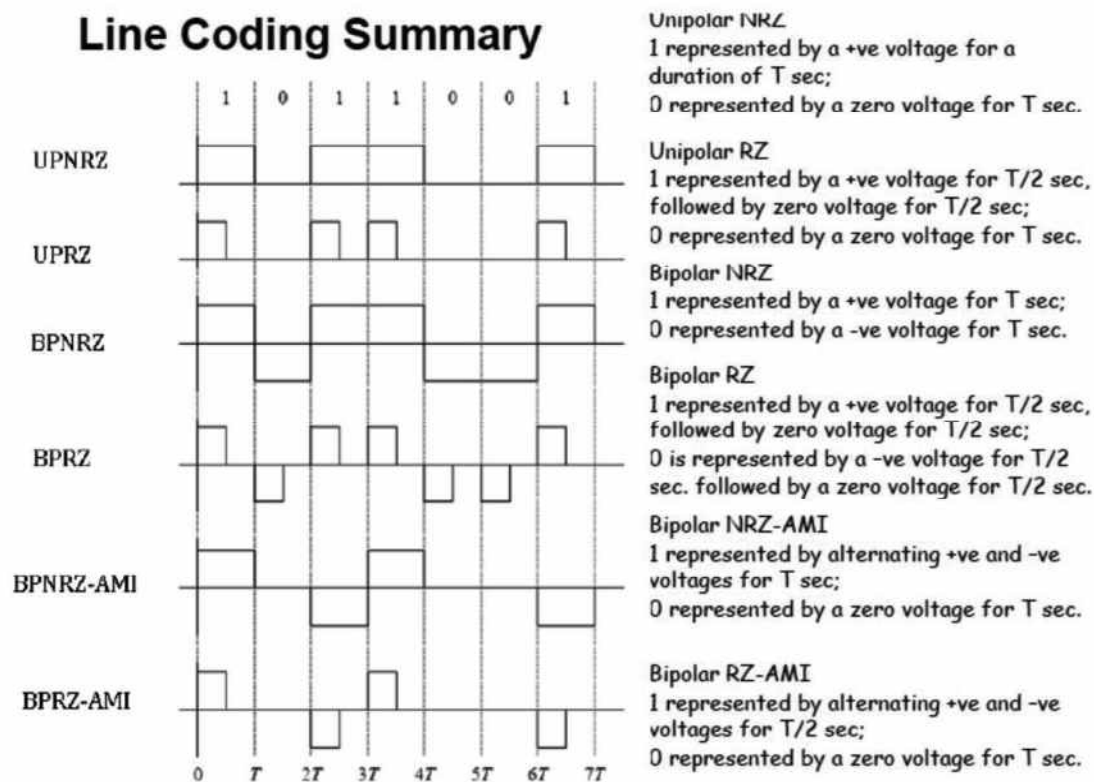 Line Coding Summary
1 0 1 1 0 0 1
UPNRZ
UPRZ
BPNRZ
BPRZ
BPNRZ-AMI
BPRZ-AMI
0 T 2T 3T 4T 5T 6T 7T
Unipolar NRZ
1 represented by a +ve voltage for a
duration of T sec;
0 represented by a zero voltage for T sec.
Unipolar RZ
1 represented by a +ve voltage for T/2 sec,
followed by zero voltage for T/2 sec;
0 represented by a zero voltage for T sec.
Bipolar NRZ
1 represented by a +ve voltage for T sec;
0 represented by a -ve voltage for T sec.
Bipolar RZ
1 represented by a +ve voltage for T/2 sec,
followed by zero voltage for T/2 sec;
0 is represented by a –ve voltage for T/2
sec. followed by a zero voltage for T/2 sec.
Bipolar NRZ-AMI
1 represented by alternating +ve and –ve
voltages for T sec;
0 represented by a zero voltage for T sec.
Bipolar RZ-AMI
1 represented by alternating +ve and –ve
voltages for T/2 sec;
0 represented by a zero voltage for T sec.